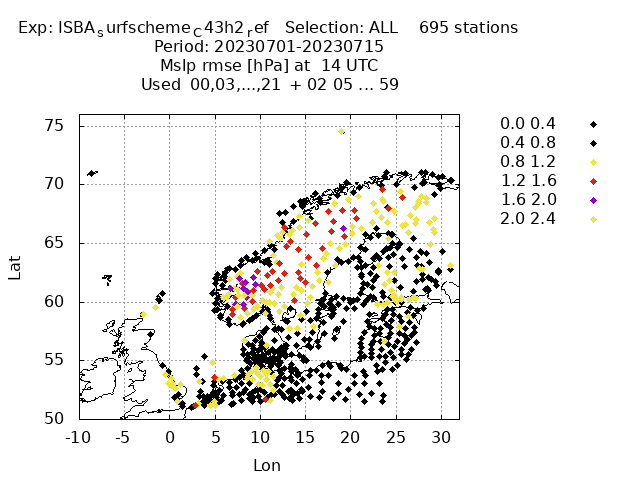 Exp: ISBA_surfscheme_C43h2_ref   Selection: ALL    695 stations
Period: 20230701-20230715
Mslp rmse [hPa] at  14 UTC
Used  00,03,...,21  + 02 05 ... 59
0.0 0.4
0.4 0.8
0.8 1.2
1.2 1.6
1.6 2.0
2.0 2.4
75
70
65
60
55
50
Lat
-10 -5 0 5 10 15 20 25 30
Lon